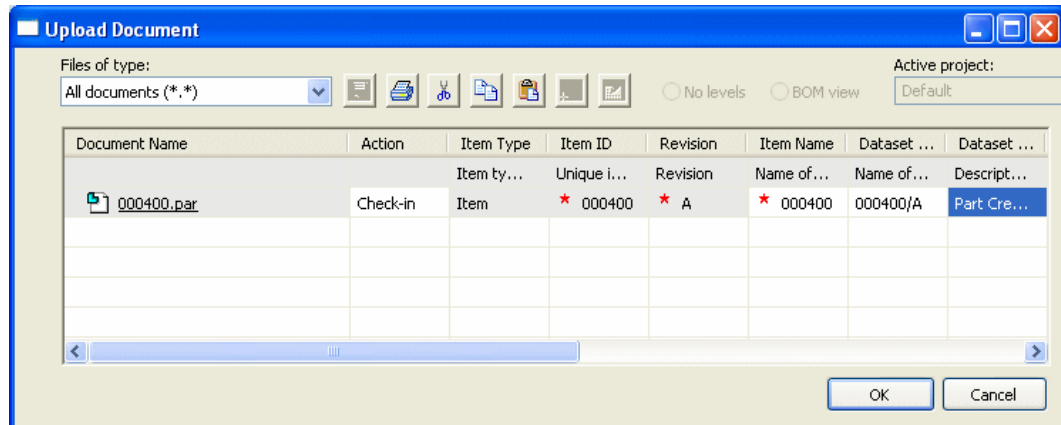 Upload Document
Files of type:
Active project:
All documents (*.*)
No levels
BOM view
Default
Document Name Action Item Type Item ID Revision Item Name Dataset ... Dataset ...
Item ty... Unique i... Revision Name of... Name of... Descript...
000400.par Check-in Item * 000400 * A * 000400 000400/A Part Cre...
OK Cancel